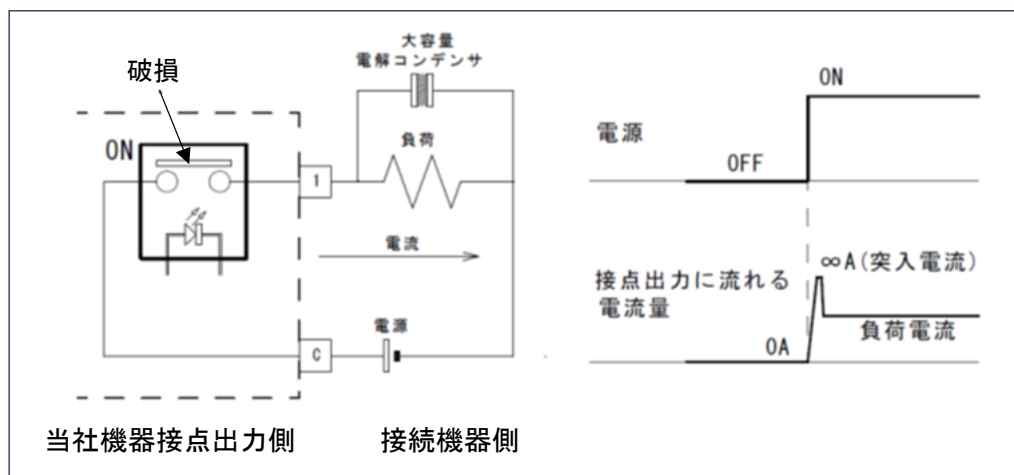 大容量
電解コンデンサ
破損
ON
負荷
1
電流
電源
C
当社機器接点出力側
接続機器側
ON
電源
OFF
∞A(突入電流)
接点出力に流れる
電流量
負荷電流
0A